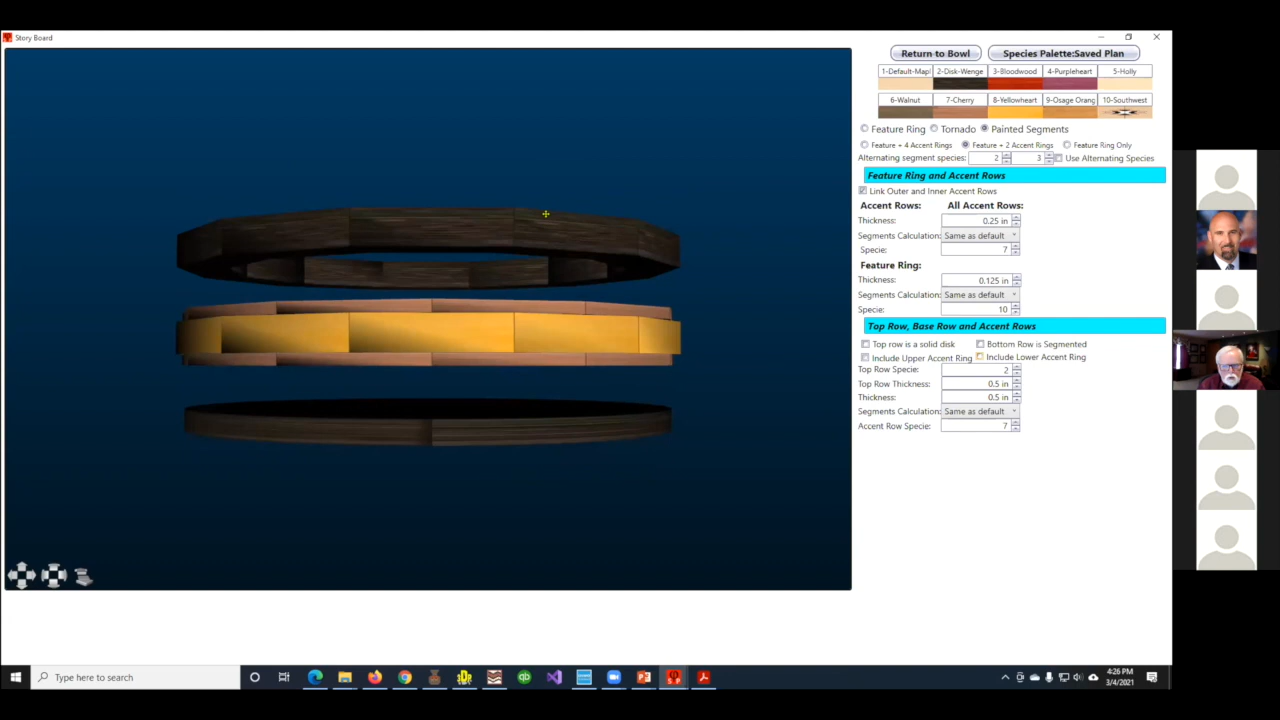 Story Board
Return to Bowl
Species Palette:Saved Plan
1-Default-Mapl
2-Disk-Wenge
3-Bloodwood
4-Purpleheart
5-Holly
6-Walnut
7-Cherry
8-Yellowheart
9-Osage Orang
10-Southwest
Feature Ring
Tornado
Painted Segments
Feature + 4 Accent Rings
Feature + 2 Accent Rings
Feature Ring Only
Alternating segment species: 2 3 Use Alternating Species
Feature Ring and Accent Rows
Link Outer and Inner Accent Rows
Accent Rows: All Accent Rows:
Thickness: 0.25 in
Segments Calculation: Same as default
Specie: 7
Feature Ring:
Thickness: 0.125 in
Segments Calculation: Same as default
Specie: 10
Top Row, Base Row and Accent Rows
Top row is a solid disk
Bottom Row is Segmented
Include Upper Accent Ring
Include Lower Accent Ring
Top Row Specie: 2
Top Row Thickness: 0.5 in
Thickness: 0.5 in
Segments Calculation: Same as default
Accent Row Specie: 7
Type here to search
4:26 PM
3/4/2021